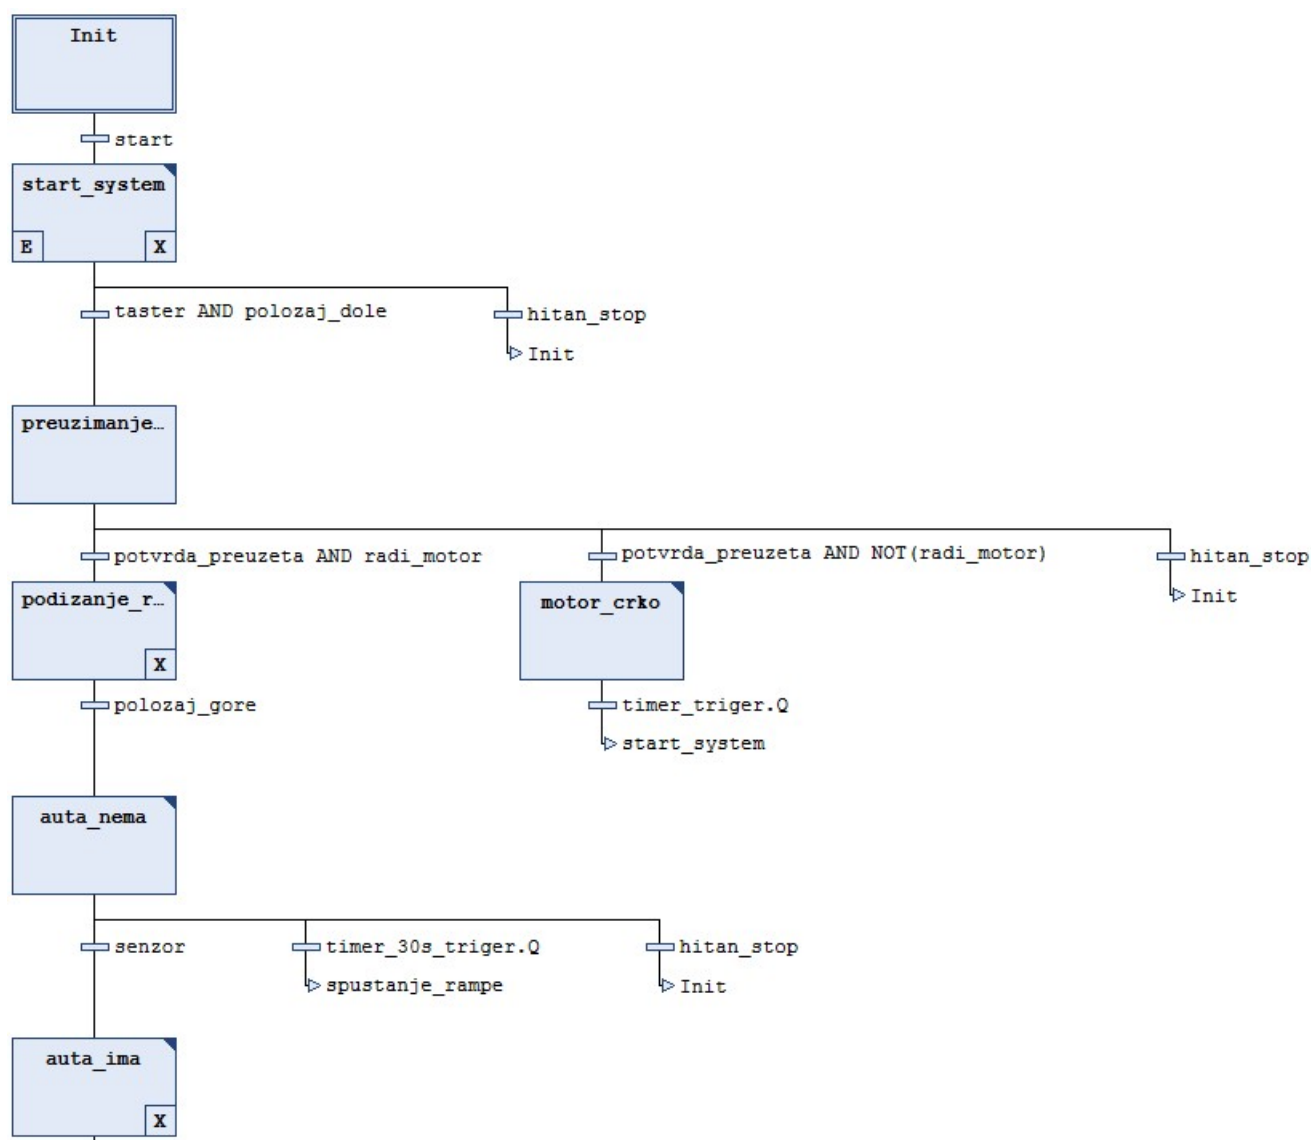 Init
start
start_system
E X
taster AND polozaj_dole
hitan_stop
Init
preuzimanje…
potvrda_preuzeta AND radi_motor
potvrda_preuzeta AND NOT(radi_motor)
hitan_stop
podizanje_r…
X
motor_crko
Init
polozaj_gore
timer_triger.Q
start_system
auta_nema
senzor
timer_30s_triger.Q
hitan_stop
spustanje_rampe
Init
auta_ima
X